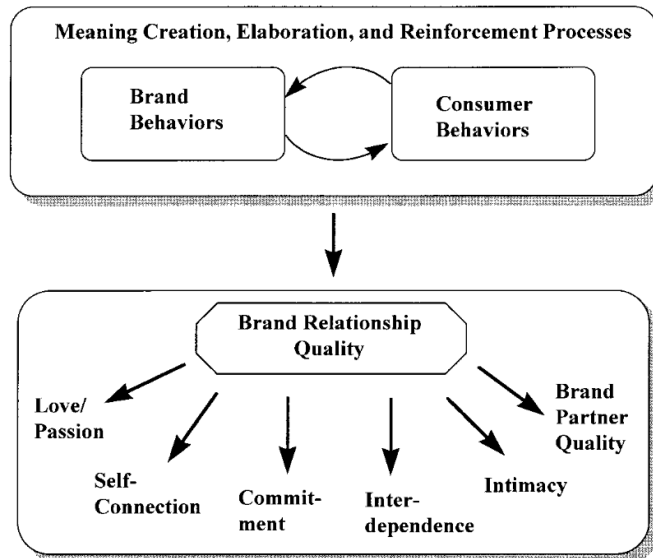 Meaning Creation, Elaboration, and Reinforcement Processes
Brand
Behaviors
Consumer
Behaviors
Brand Relationship
Quality
Love/
Passion
Self-
Connection
Commit-
ment
Inter-
dependence
Intimacy
Brand
Partner
Quality